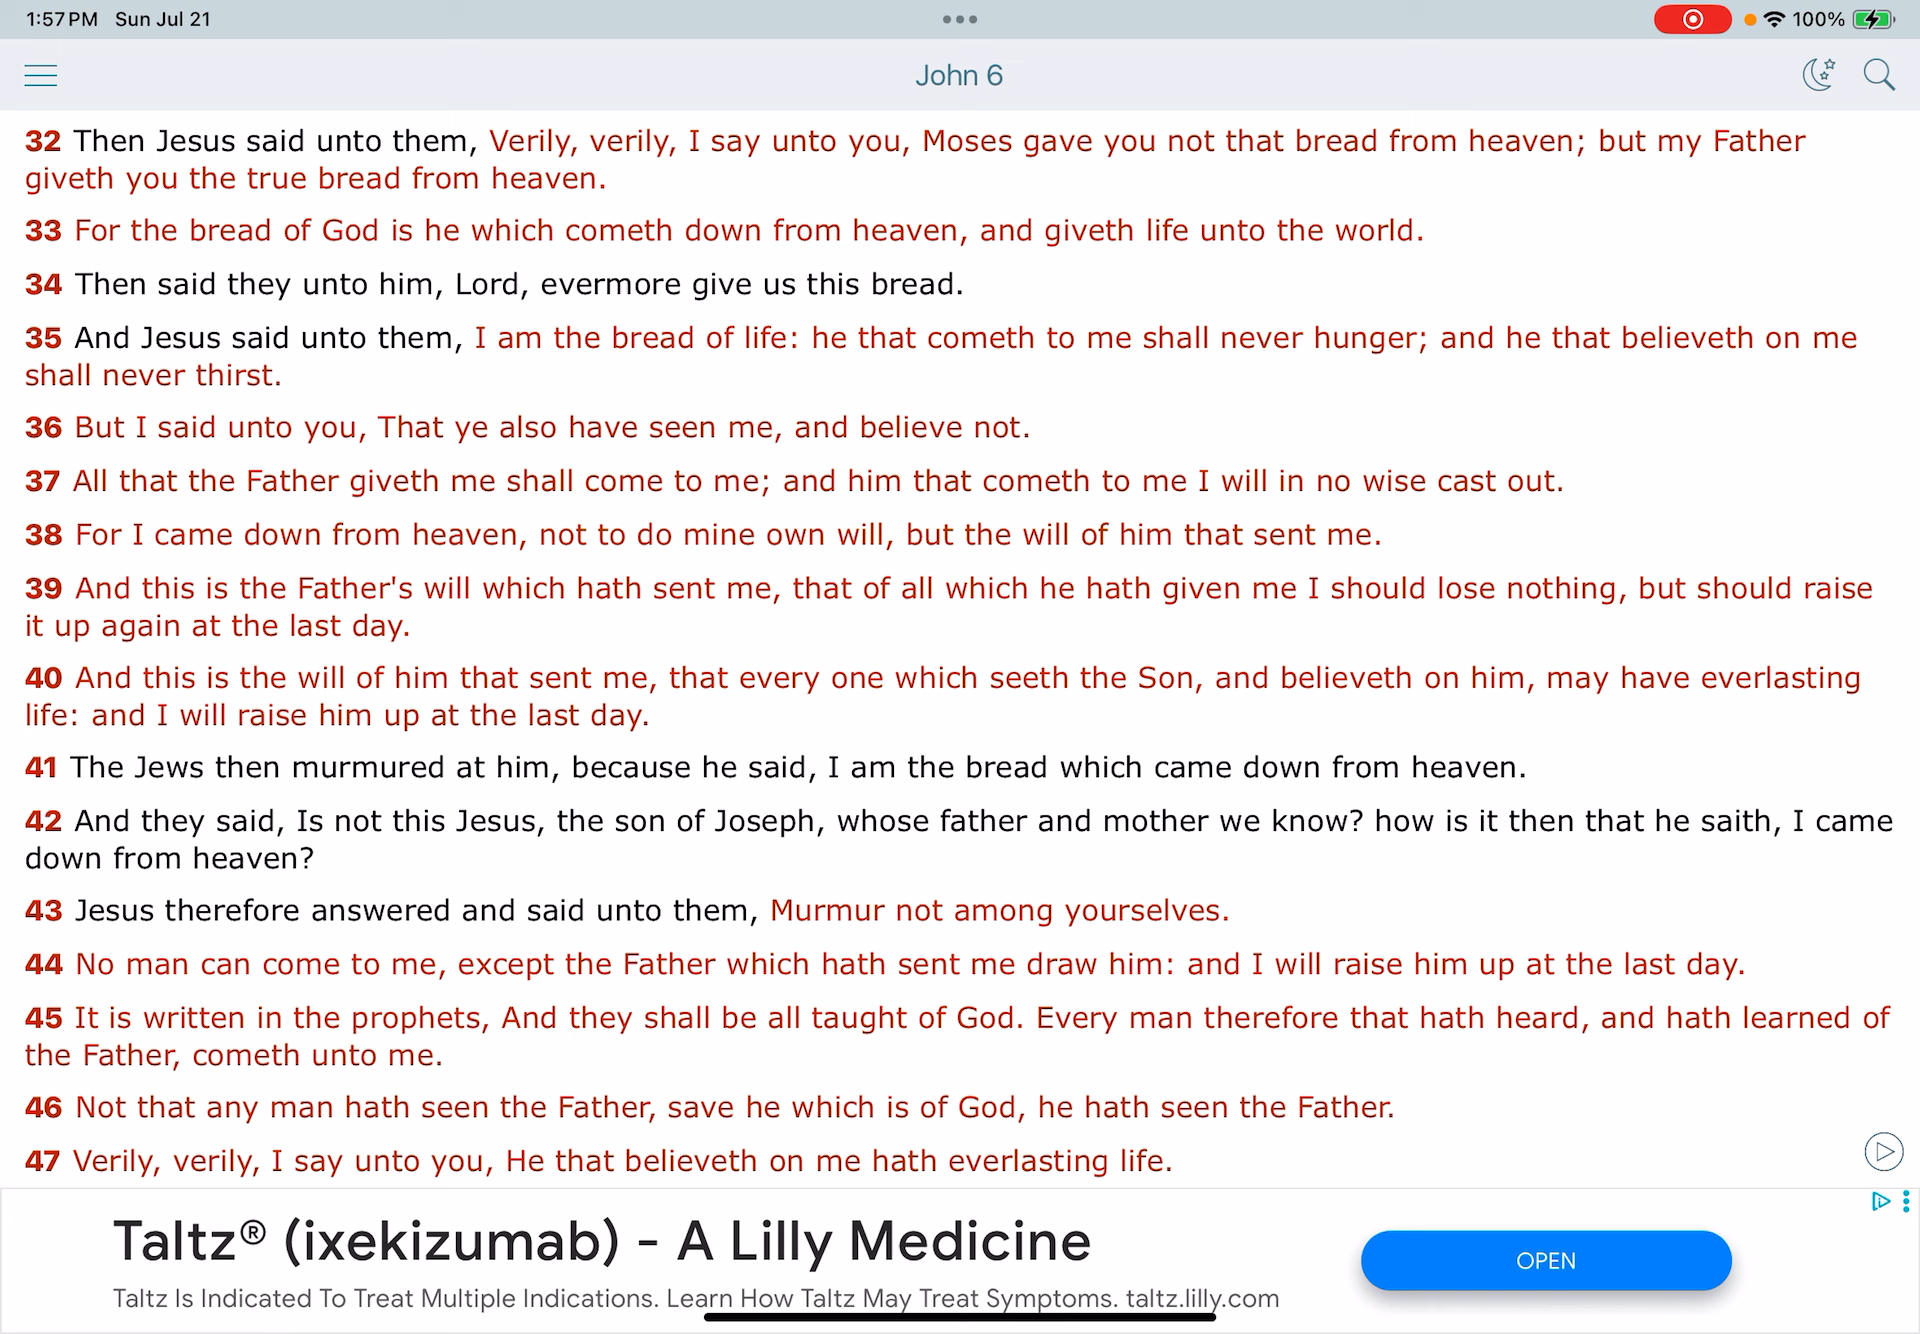 1:57 PM Sun Jul 21
100%
John 6
32 Then Jesus said unto them, Verily, verily, I say unto you, Moses gave you not that bread from heaven; but my Father
giveth you the true bread from heaven.
33 For the bread of God is he which cometh down from heaven, and giveth life unto the world.
34 Then said they unto him, Lord, evermore give us this bread.
35 And Jesus said unto them, I am the bread of life: he that cometh to me shall never hunger; and he that believeth on me
shall never thirst.
36 But I said unto you, That ye also have seen me, and believe not.
37 All that the Father giveth me shall come to me; and him that cometh to me I will in no wise cast out.
38 For I came down from heaven, not to do mine own will, but the will of him that sent me.
39 And this is the Father's will which hath sent me, that of all which he hath given me I should lose nothing, but should raise
it up again at the last day.
40 And this is the will of him that sent me, that every one which seeth the Son, and believeth on him, may have everlasting
life: and I will raise him up at the last day.
41 The Jews then murmured at him, because he said, I am the bread which came down from heaven.
42 And they said, Is not this Jesus, the son of Joseph, whose father and mother we know? how is it then that he saith, I came
down from heaven?
43 Jesus therefore answered and said unto them, Murmur not among yourselves.
44 No man can come to me, except the Father which hath sent me draw him: and I will raise him up at the last day.
45 It is written in the prophets, And they shall be all taught of God. Every man therefore that hath heard, and hath learned of
the Father, cometh unto me.
46 Not that any man hath seen the Father, save he which is of God, he hath seen the Father.
47 Verily, verily, I say unto you, He that believeth on me hath everlasting life.
Taltz® (ixekizumab) - A Lilly Medicine
OPEN
Taltz Is Indicated To Treat Multiple Indications. Learn How Taltz May Treat Symptoms. taltz.lilly.com